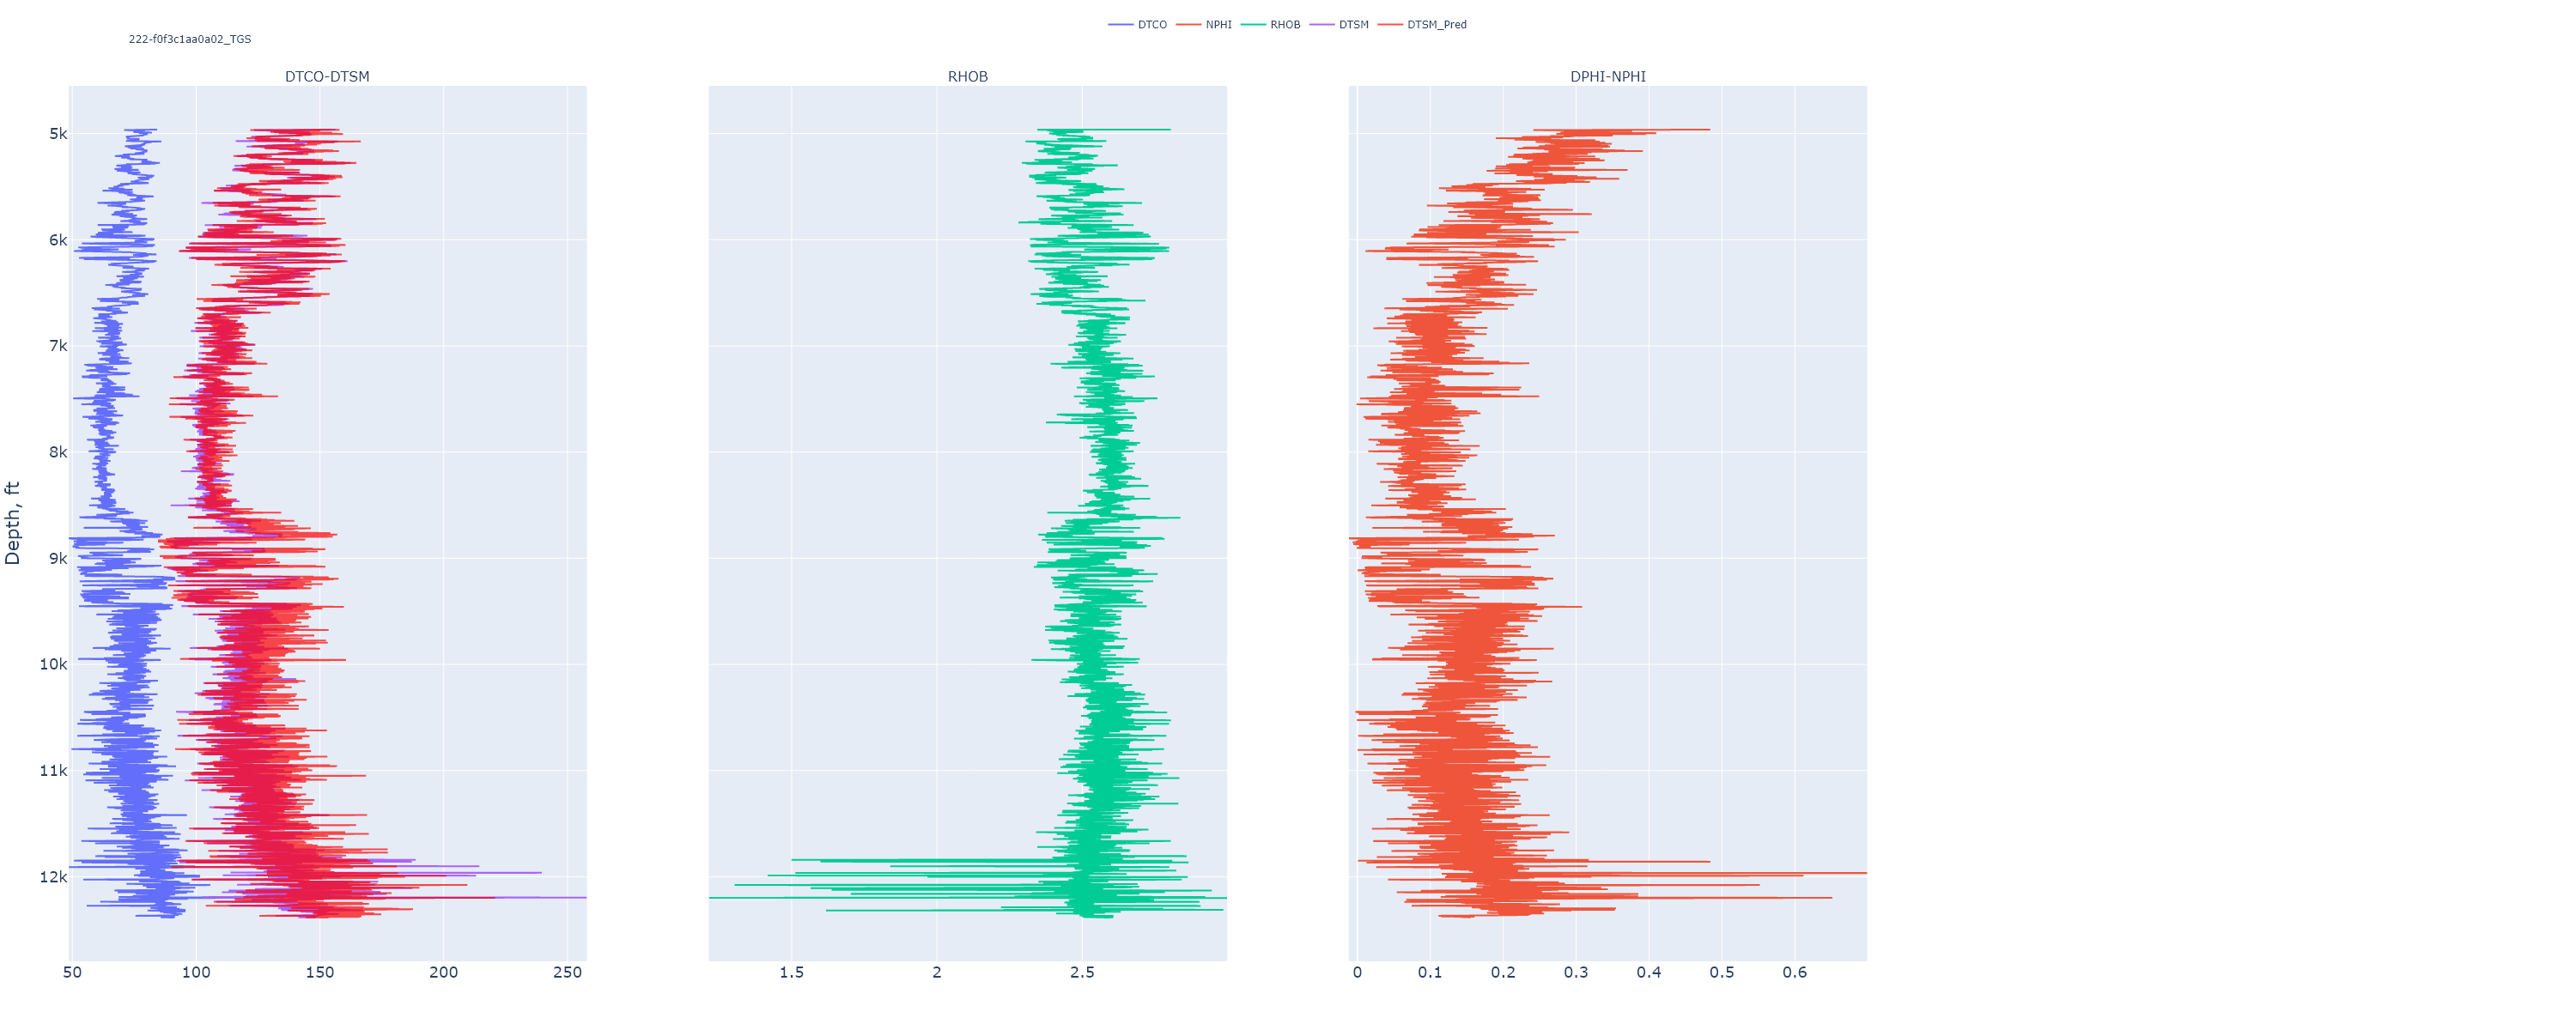 DTCO NPHI RHOB DTSM DTSM_Pred
222-f0f3c1aa0a02_TGS
DTCO-DTSM RHOB DPHI-NPHI
Depth, ft
5k
6k
7k
8k
9k
10k
11k
12k
50 100 150 200 250
1.5 2 2.5
0 0.1 0.2 0.3 0.4 0.5 0.6